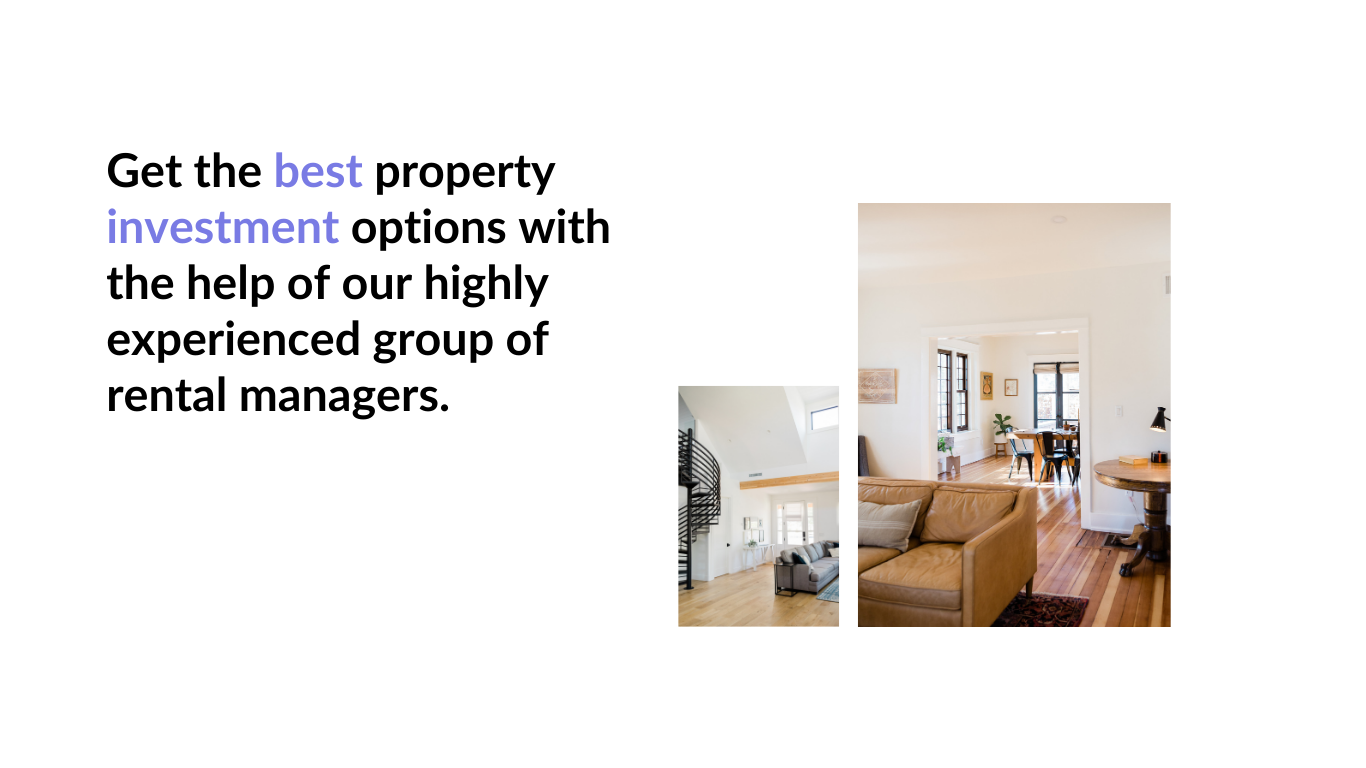 Get the best property
investment options with
the help of our highly
experienced group of
rental managers.